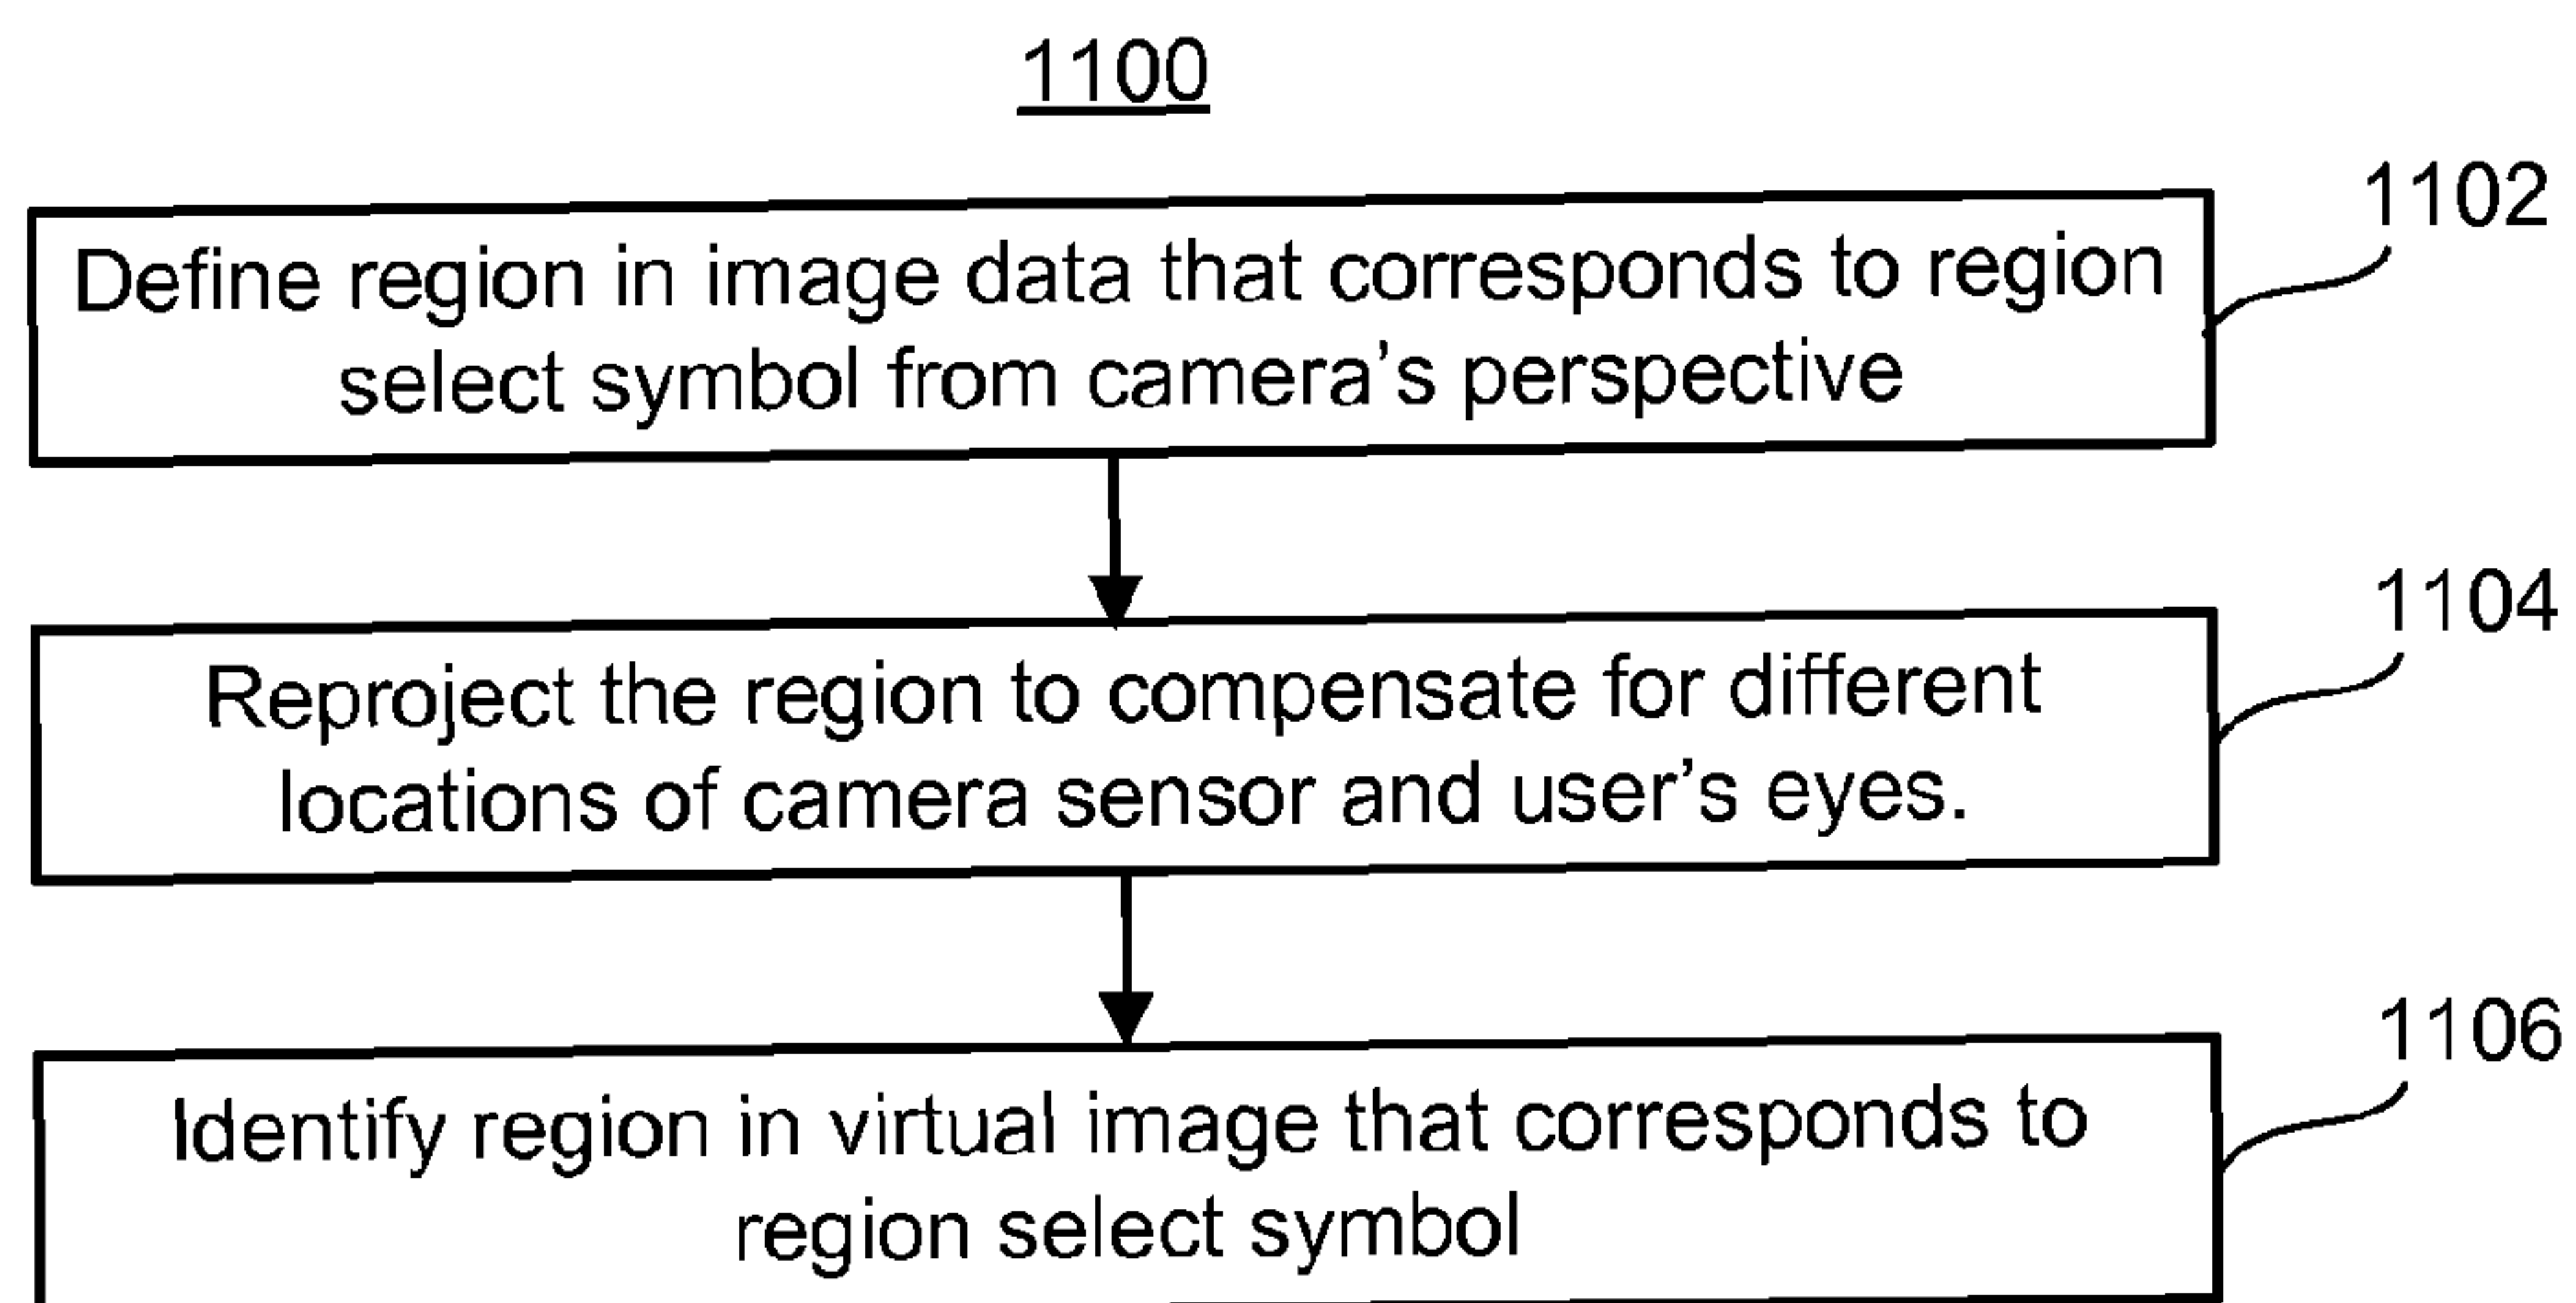 1100
1102
Define region in image data that corresponds to region
select symbol from camera's perspective
1104
Reproject the region to compensate for different
locations of camera sensor and user's eyes.
1106
Identify region in virtual image that corresponds to
region select symbol